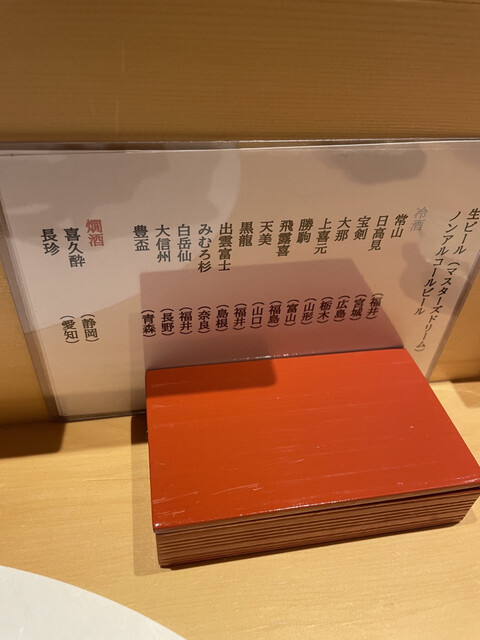 生ビール（マスターズドリーム）
ノンアルコールビール
冷酒
常山（福井）
日高見（宮城）
宝剣（広島）
大那（栃木）
上喜元（山形）
勝駒（富山）
飛露喜（福島）
天美（山口）
黒龍（福井）
出雲富士（島根）
みむろ杉（奈良）
白岳仙（福井）
大信州（長野）
豊盃（青森）
燗酒
喜久酔（静岡）
長珍（愛知）